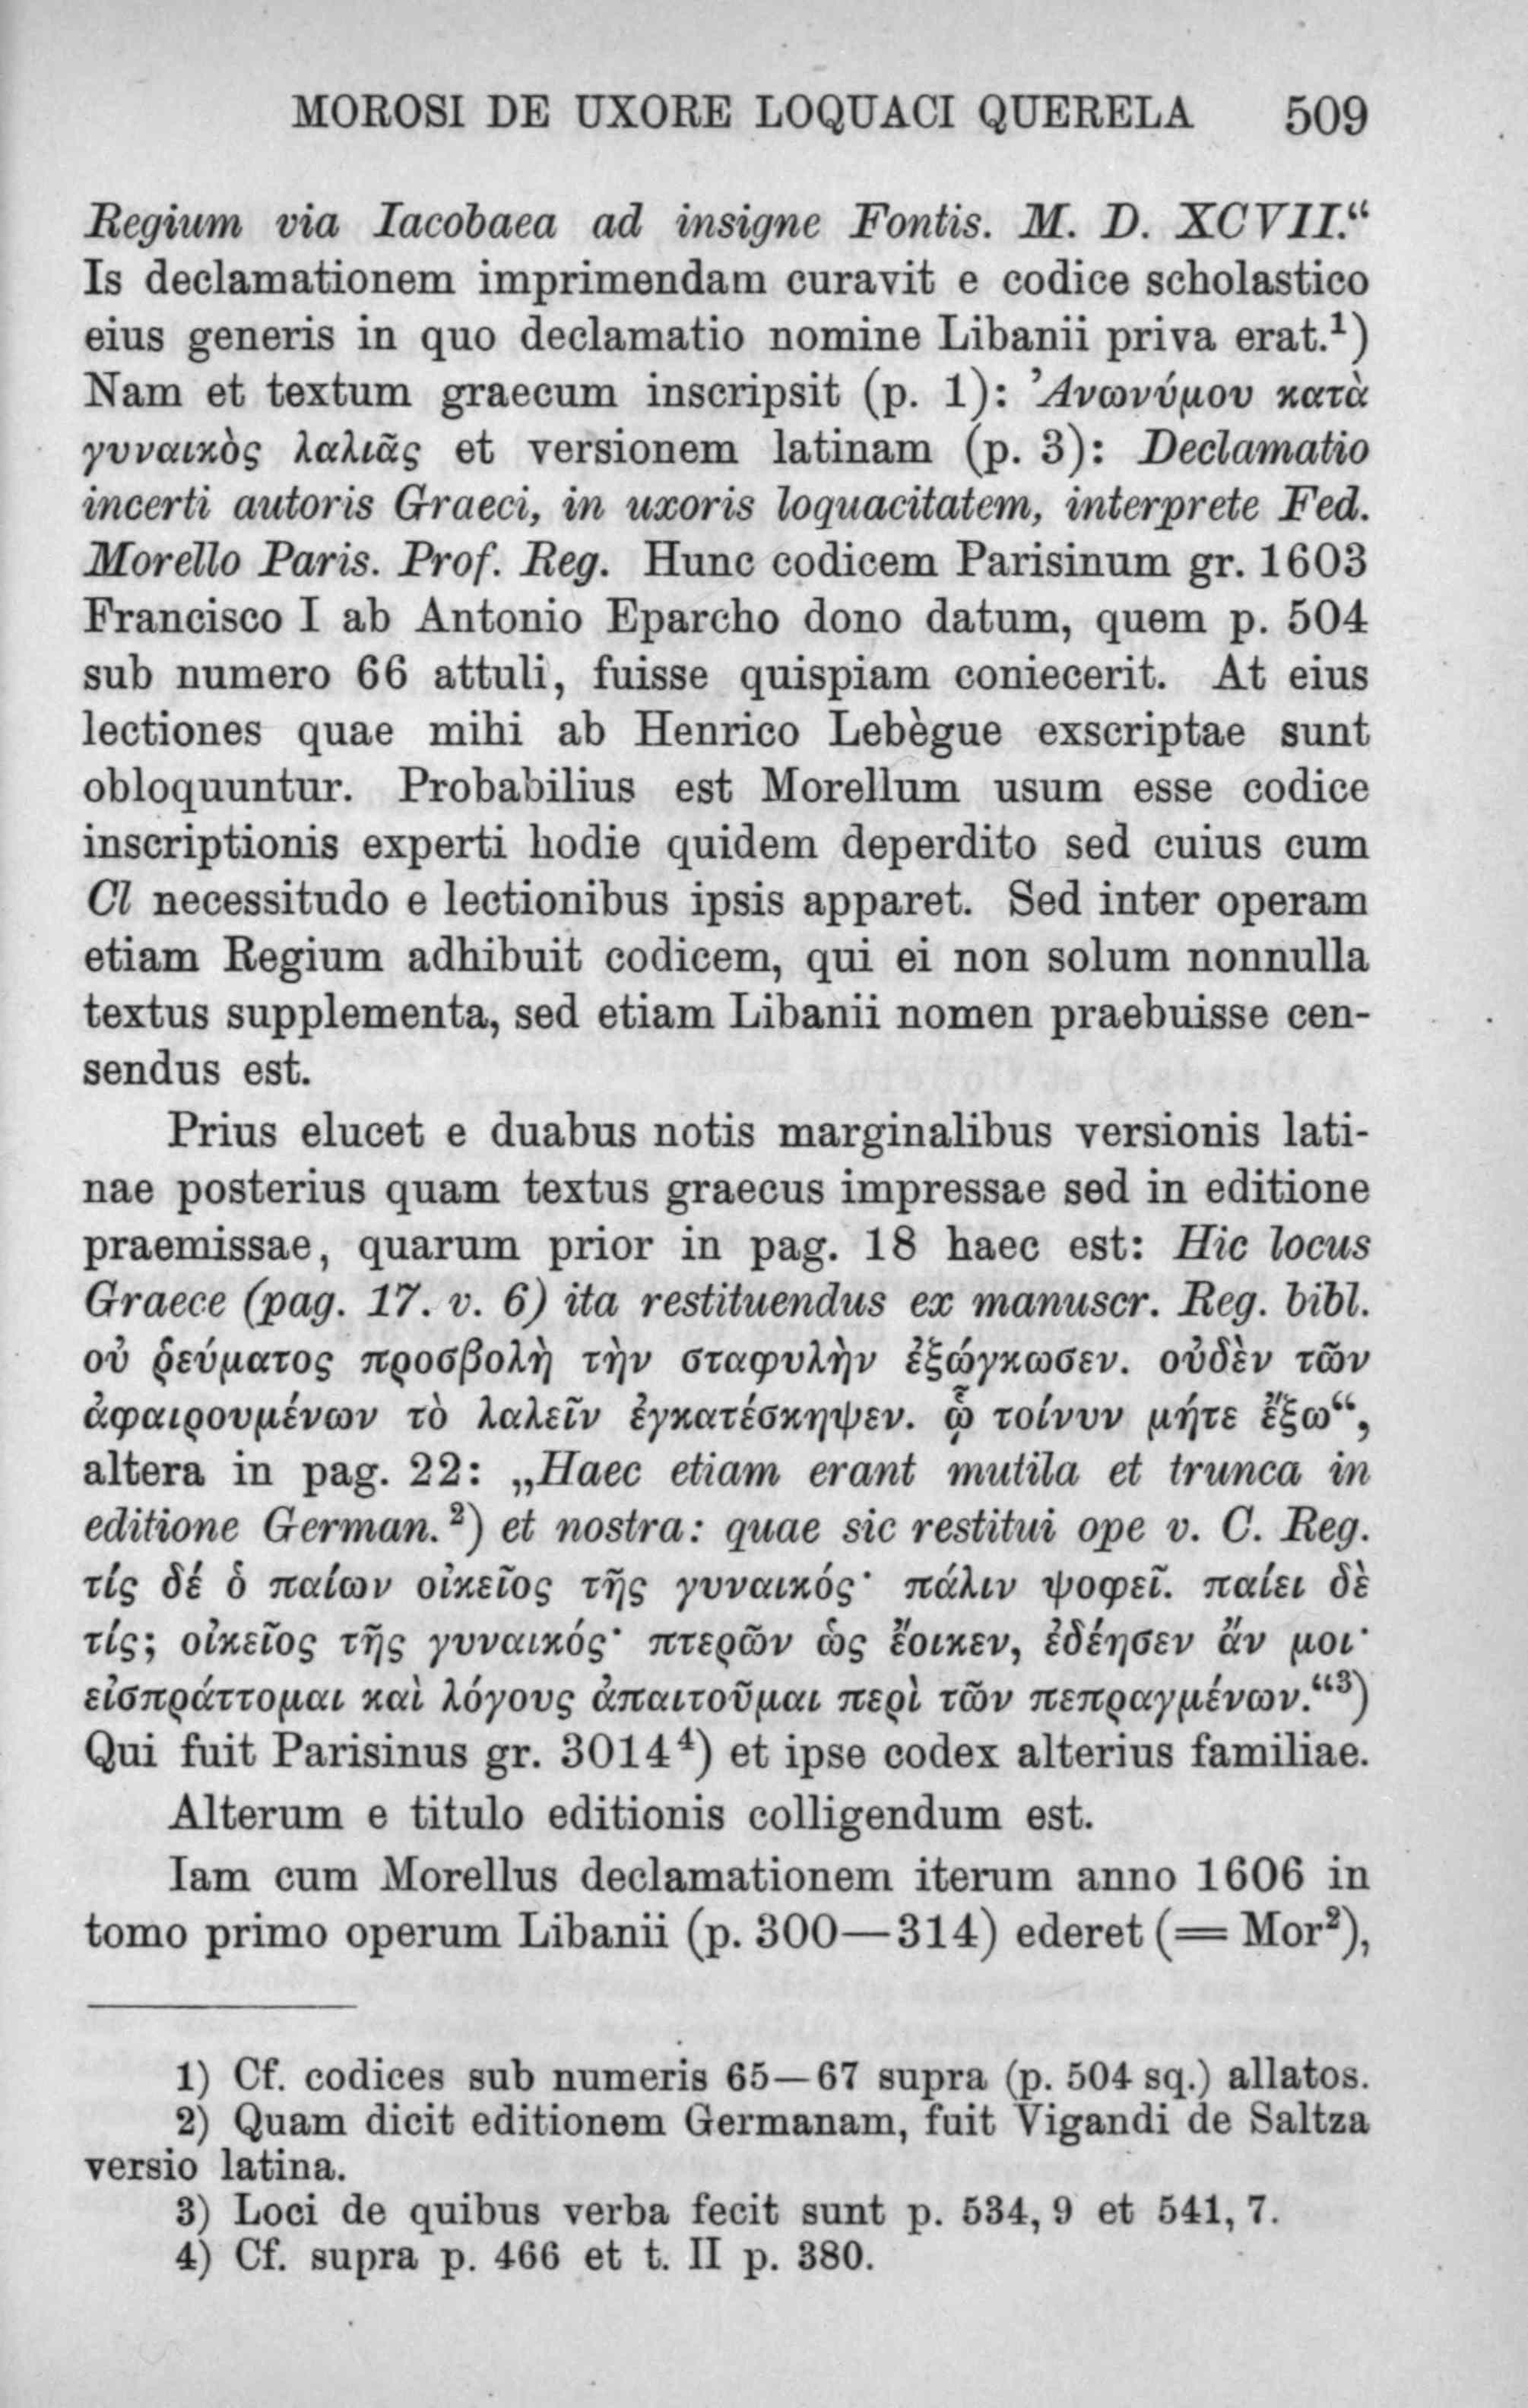 MOROSI DE UXORE LOQUACI QUERELA 509
Regium via Iacobaea ad insigne Fontis. M. D. XCVII.“
Is declamationem imprimendam curavit e codice scholastico
eius generis in quo declamatio nomine Libanii priva erat.¹)
Nam et textum graecum inscripsit (p. 1): Ἀνωνύμου κατὰ
γυναικὸς λαλιᾶς et versionem latinam (p. 3): Declamatio
incerti autoris Graeci, in uxoris loquacitatem, interprete Fed.
Morello Paris. Prof. Reg. Hunc codicem Parisinum gr. 1603
Francisco I ab Antonio Eparcho dono datum, quem p. 504
sub numero 66 attuli, fuisse quispiam coniecerit. At eius
lectiones quae mihi ab Henrico Lebègue exscriptae sunt
obloquuntur. Probabilius est Morellum usum esse codice
inscriptionis experti hodie quidem deperdito sed cuius cum
Cl necessitudo e lectionibus ipsis apparet. Sed inter operam
etiam Regium adhibuit codicem, qui ei non solum nonnulla
textus supplementa, sed etiam Libanii nomen praebuisse cen-
sendus est.
Prius elucet e duabus notis marginalibus versionis lati-
nae posterius quam textus graecus impressae sed in editione
praemissae, quarum prior in pag. 18 haec est: Hic locus
Graece (pag. 17. v. 6) ita restituendus ex manuscr. Reg. bibl.
οὐ ῥεύματος προσβολὴ τὴν σταφυλὴν ἐξώγκωσεν. οὐδὲν τῶν
ἀφαιρουμένων τὸ λαλεῖν ἐγκατέσκηψεν. ᾧ τοίνυν μήτε ἔξω“,
altera in pag. 22: „Haec etiam erant mutila et trunca in
editione German.²) et nostra: quae sic restitui ope v. C. Reg.
τίς δέ ὁ παίων οἰκεῖος τῆς γυναικός· πάλιν ψοφεῖ. παίει δὲ
τίς; οἰκεῖος τῆς γυναικός· πτερῶν ὡς ἔοικεν, ἐδέησεν ἄν μοι·
εἰσπράττομαι καὶ λόγους ἀπαιτοῦμαι περὶ τῶν πεπραγμένων.“³)
Qui fuit Parisinus gr. 3014⁴) et ipse codex alterius familiae.
Alterum e titulo editionis colligendum est.
Iam cum Morellus declamationem iterum anno 1606 in
tomo primo operum Libanii (p. 300—314) ederet (= Mor²),
1) Cf. codices sub numeris 65—67 supra (p. 504 sq.) allatos.
2) Quam dicit editionem Germanam, fuit Vigandi de Saltza
versio latina.
3) Loci de quibus verba fecit sunt p. 534, 9 et 541, 7.
4) Cf. supra p. 466 et t. II p. 380.